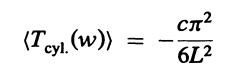 ⟨T_cyl.(w)⟩ = −cπ²/6L²